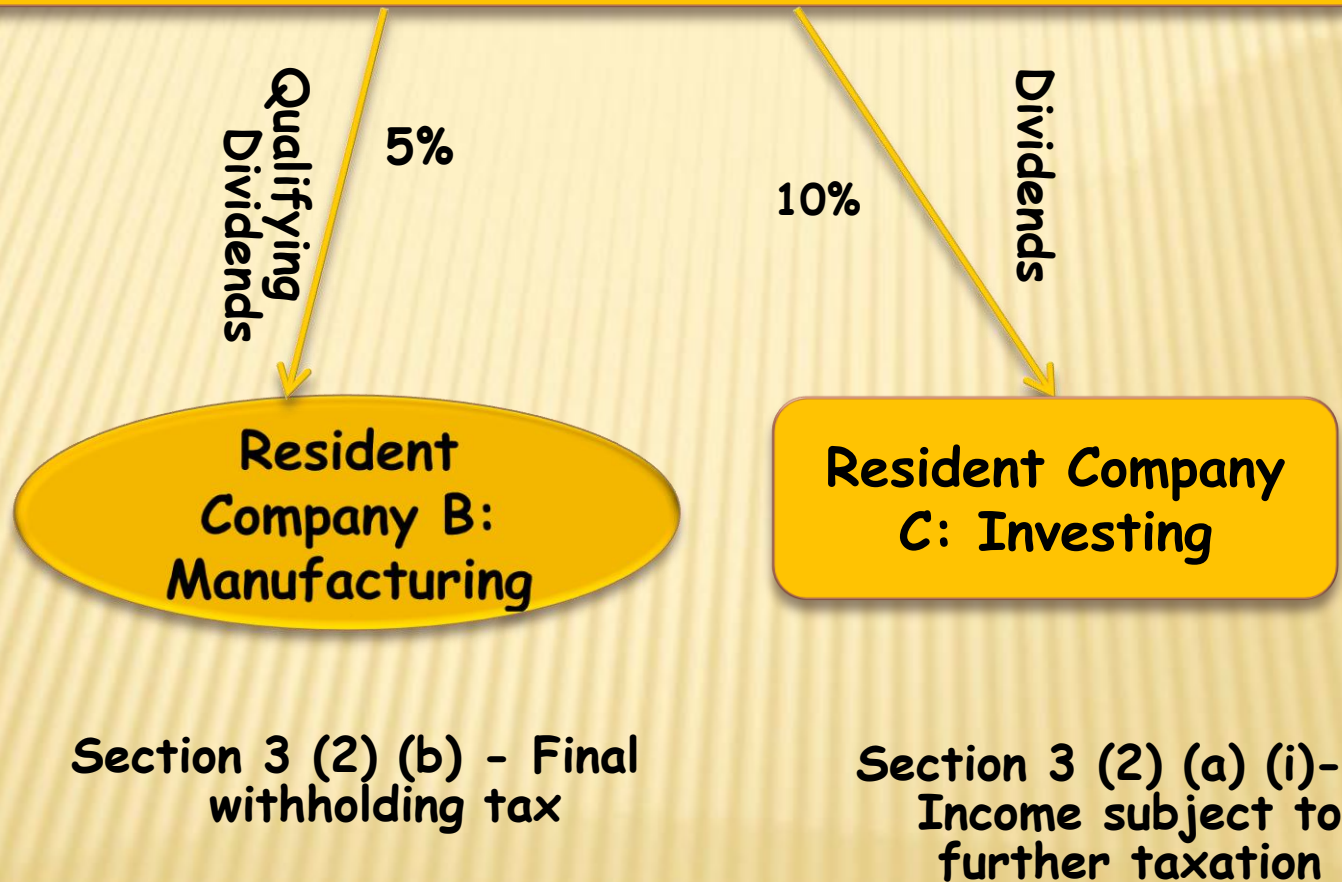 Qualifying
Dividends
5%
10%
Dividends
Resident
Company B:
Manufacturing
Resident Company
C: Investing
Section 3 (2) (b) - Final
withholding tax
Section 3 (2) (a) (i)-
Income subject to
further taxation